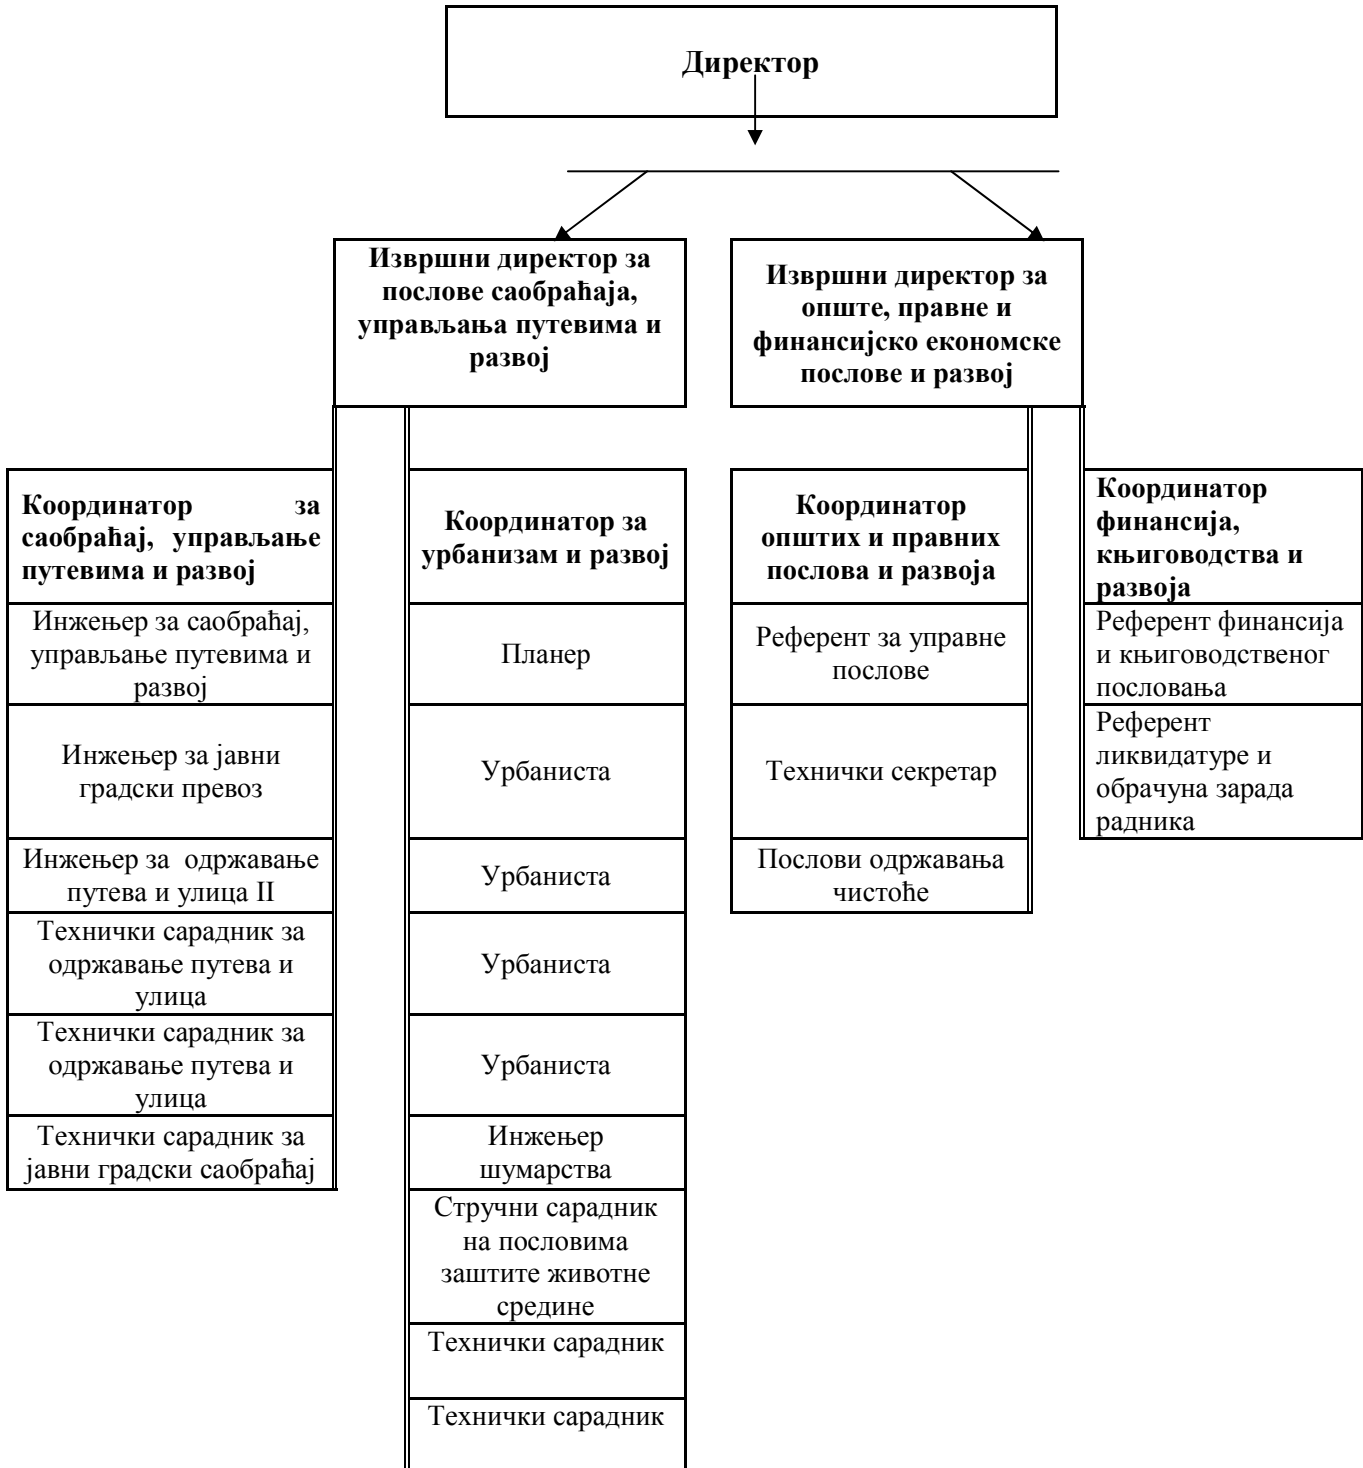 Директор
Извршни директор за
послове саобраћаја,
управљања путевима и
развој
Извршни директор за
опште, правне и
финансијско економске
послове и развој
Координатор за
саобраћај, управљање
путевима и развој
Инжењер за саобраћај,
управљање путевима и
развој
Инжењер за јавни
градски превоз
Инжењер за одржавање
путева и улица II
Технички сарадник за
одржавање путева и
улица
Технички сарадник за
одржавање путева и
улица
Технички сарадник за
јавни градски саобраћај
Координатор за
урбанизам и развој
Планер
Урбаниста
Урбаниста
Урбаниста
Урбаниста
Инжењер
шумарства
Стручни сарадник
на пословима
заштите животне
средине
Технички сарадник
Технички сарадник
Координатор
општих и правних
послова и развоја
Референт за управне
послове
Технички секретар
Послови одржавања
чистоће
Координатор
финансија,
књиговодства и
развоја
Референт финансија
и књиговодственог
пословања
Референт
ликвидатуре и
обрачуна зарада
радника